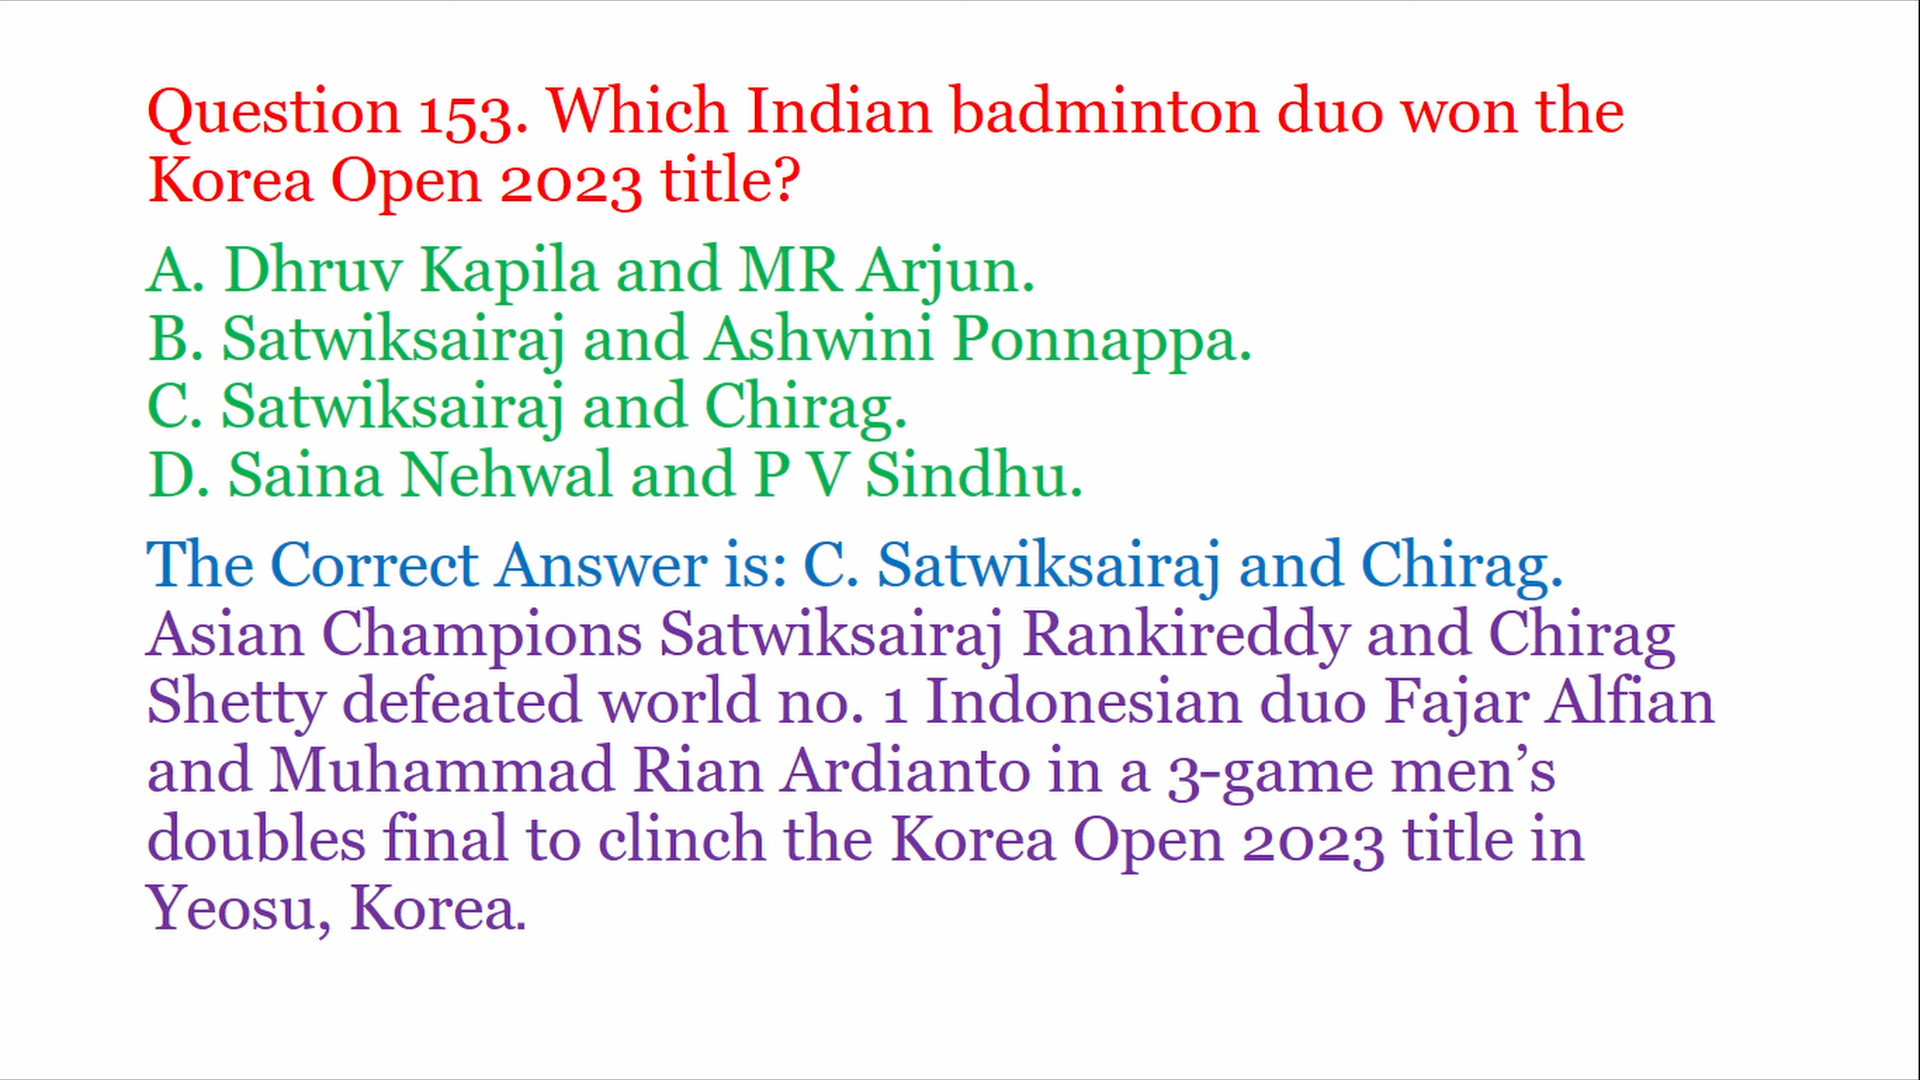 Question 153. Which Indian badminton duo won the
Korea Open 2023 title?
A. Dhruv Kapila and MR Arjun.
B. Satwiksairaj and Ashwini Ponnappa.
C. Satwiksairaj and Chirag.
D. Saina Nehwal and P V Sindhu.
The Correct Answer is: C. Satwiksairaj and Chirag.
Asian Champions Satwiksairaj Rankireddy and Chirag
Shetty defeated world no. 1 Indonesian duo Fajar Alfian
and Muhammad Rian Ardianto in a 3-game men’s
doubles final to clinch the Korea Open 2023 title in
Yeosu, Korea.